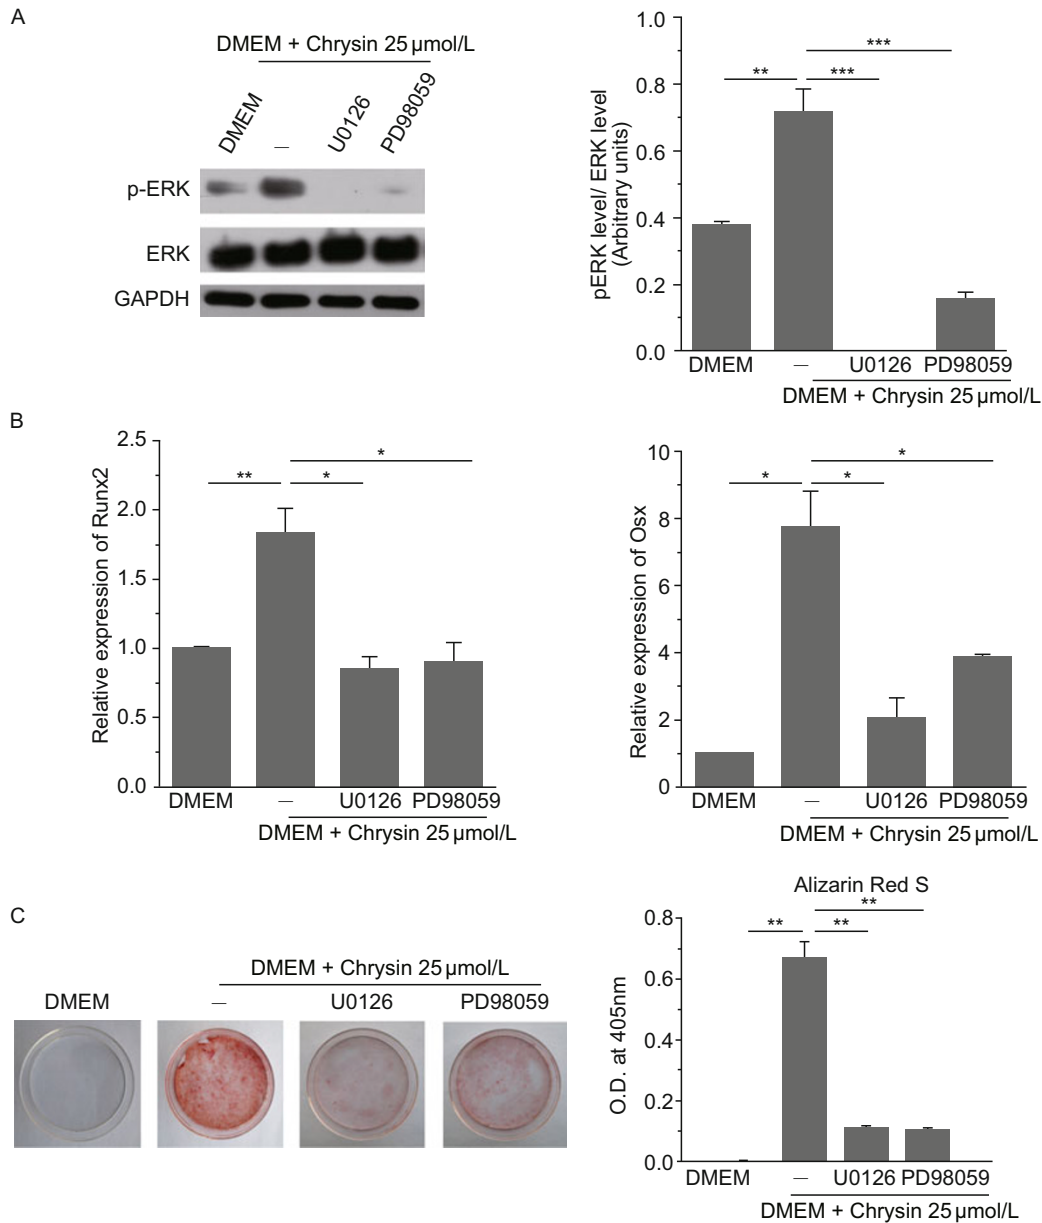 A
DMEM + Chrysin 25 μmol/L
DMEM
–
U0126
PD98059
p-ERK
ERK
GAPDH
pERK level/ ERK level
(Arbitrary units)
1.0
0.8
0.6
0.4
0.2
0.0
***
** ***
DMEM – U0126 PD98059
DMEM + Chrysin 25 μmol/L
B
Relative expression of Runx2
2.5
2.0
1.5
1.0
0.5
0.0
*
** *
DMEM – U0126 PD98059
DMEM + Chrysin 25 μmol/L
Relative expression of Osx
10
8
6
4
2
0
*
* *
DMEM – U0126 PD98059
DMEM + Chrysin 25 μmol/L
C
DMEM + Chrysin 25 μmol/L
DMEM – U0126 PD98059
Alizarin Red S
O.D. at 405nm
0.8
0.6
0.4
0.2
0.0
**
** **
DMEM – U0126 PD98059
DMEM + Chrysin 25 μmol/L